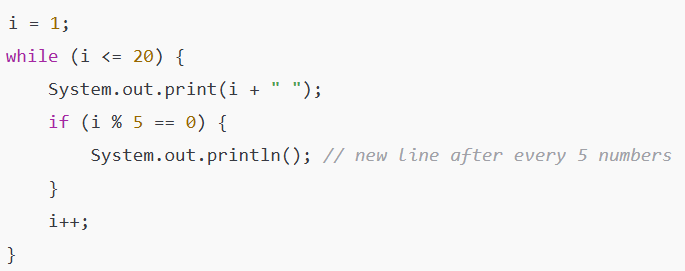 i = 1;
while (i <= 20) {
    System.out.print(i + " ");
    if (i % 5 == 0) {
        System.out.println(); // new line after every 5 numbers
    }
    i++;
}